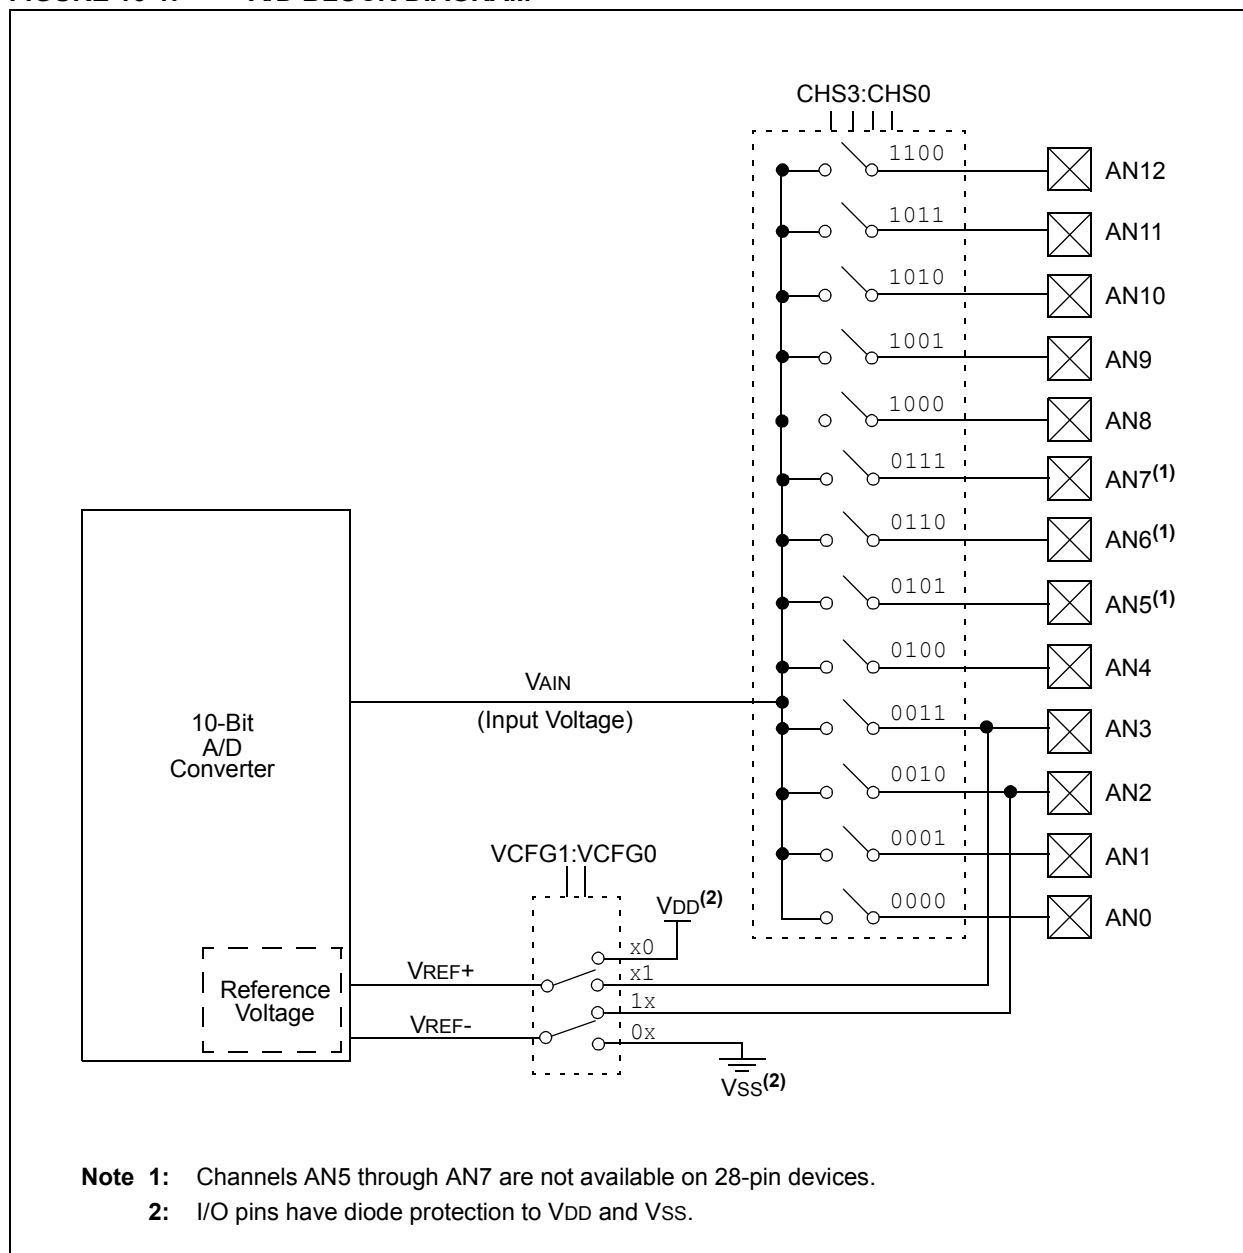 CHS3:CHS0
1100 AN12
1011 AN11
1010 AN10
1001 AN9
1000 AN8
0111 AN7(1)
0110 AN6(1)
0101 AN5(1)
0100 AN4
VAIN
(Input Voltage)
0011 AN3
10-Bit
A/D
Converter
0010 AN2
0001 AN1
VCFG1:VCFG0
0000 AN0
VDD(2)
x0
VREF+
x1
Reference
Voltage
1x
VREF-
0x
VSS(2)
Note 1: Channels AN5 through AN7 are not available on 28-pin devices.
2: I/O pins have diode protection to VDD and VSS.